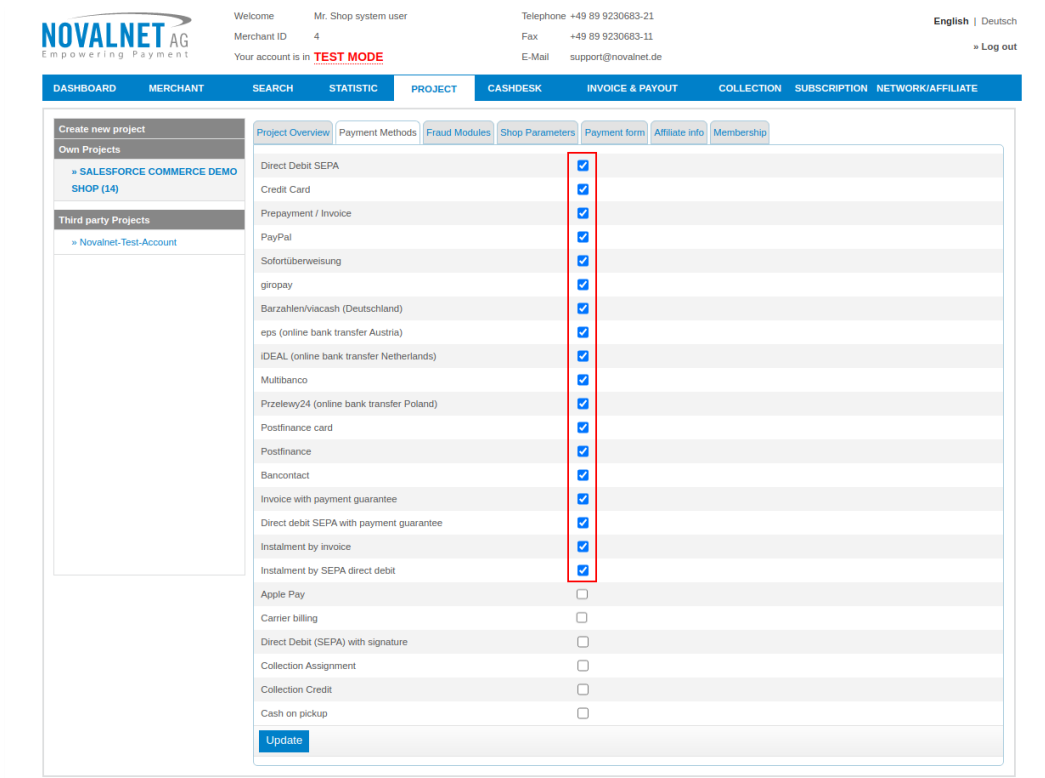 NOVALNET AG
Empowering Payment
Welcome Mr. Shop system user
Merchant ID 4
Your account is in TEST MODE
Telephone +49 89 9230683-21
Fax +49 89 9230683-11
E-Mail support@novalnet.de
English | Deutsch
» Log out
DASHBOARD MERCHANT SEARCH STATISTIC PROJECT CASHDESK INVOICE & PAYOUT COLLECTION SUBSCRIPTION NETWORK/AFFILIATE
Create new project
Own Projects
» SALESFORCE COMMERCE DEMO
SHOP (14)
Third party Projects
» Novalnet-Test-Account
Project Overview Payment Methods Fraud Modules Shop Parameters Payment form Affiliate info Membership
Direct Debit SEPA
Credit Card
Prepayment / Invoice
PayPal
Sofortüberweisung
giropay
Barzahlen/viacash (Deutschland)
eps (online bank transfer Austria)
iDEAL (online bank transfer Netherlands)
Multibanco
Przelewy24 (online bank transfer Poland)
Postfinance card
Postfinance
Bancontact
Invoice with payment guarantee
Direct debit SEPA with payment guarantee
Instalment by invoice
Instalment by SEPA direct debit
Apple Pay
Carrier billing
Direct Debit (SEPA) with signature
Collection Assignment
Collection Credit
Cash on pickup
Update